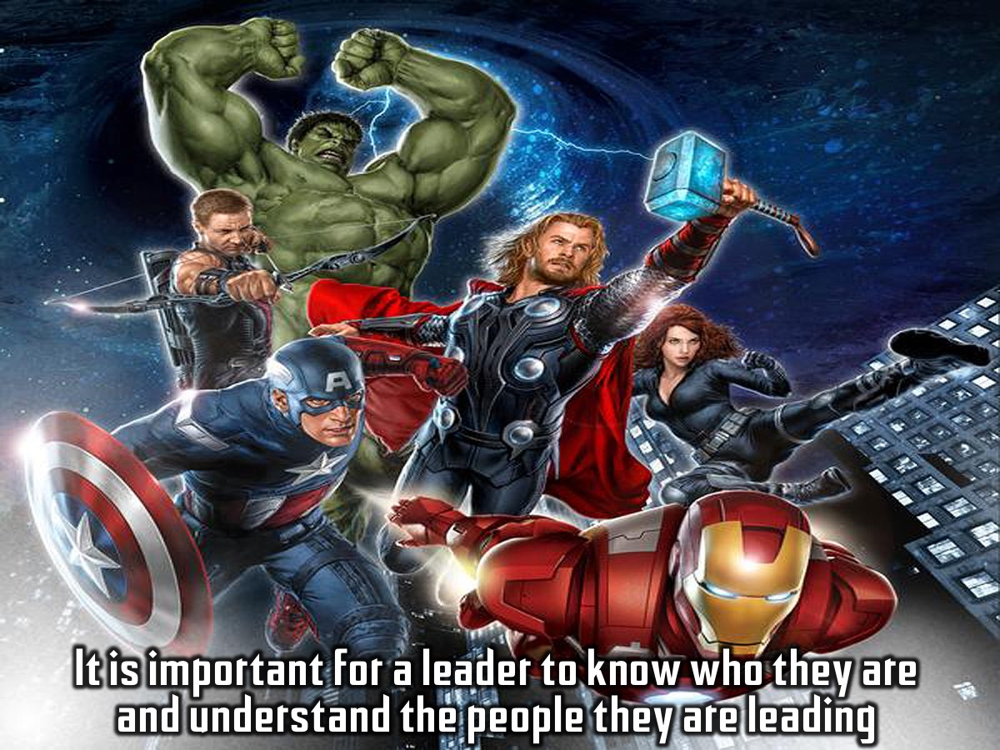 A
It is important for a leader to know who they are
and understand the people they are leading